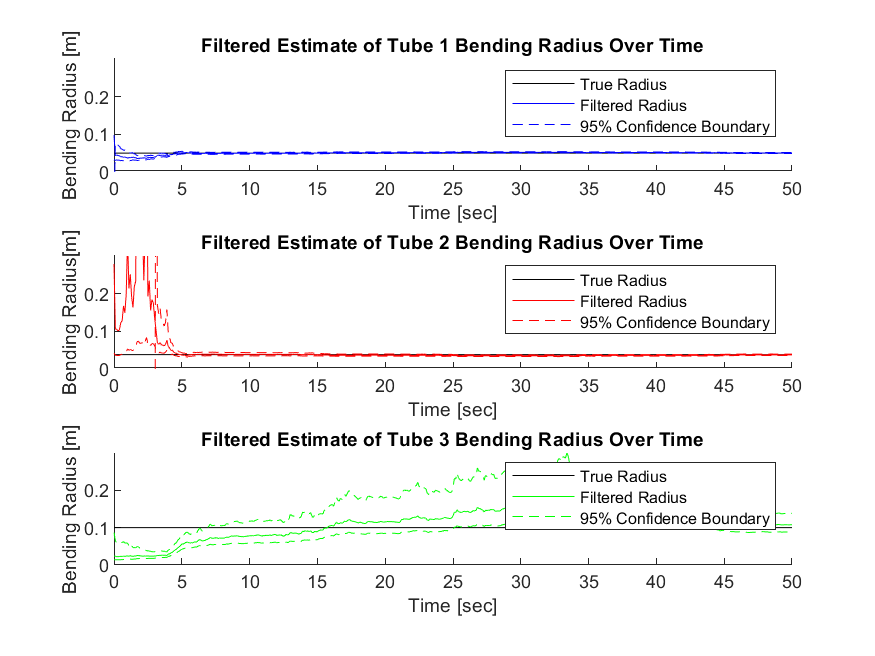 Filtered Estimate of Tube 1 Bending Radius Over Time
Bending Radius [m]
0.2
0.1
0
True Radius
Filtered Radius
95% Confidence Boundary
0 5 10 15 20 25 30 35 40 45 50
Time [sec]
Filtered Estimate of Tube 2 Bending Radius Over Time
Bending Radius[m]
0.2
0.1
0
True Radius
Filtered Radius
95% Confidence Boundary
0 5 10 15 20 25 30 35 40 45 50
Time [sec]
Filtered Estimate of Tube 3 Bending Radius Over Time
Bending Radius [m]
0.2
0.1
0
True Radius
Filtered Radius
95% Confidence Boundary
0 5 10 15 20 25 30 35 40 45 50
Time [sec]